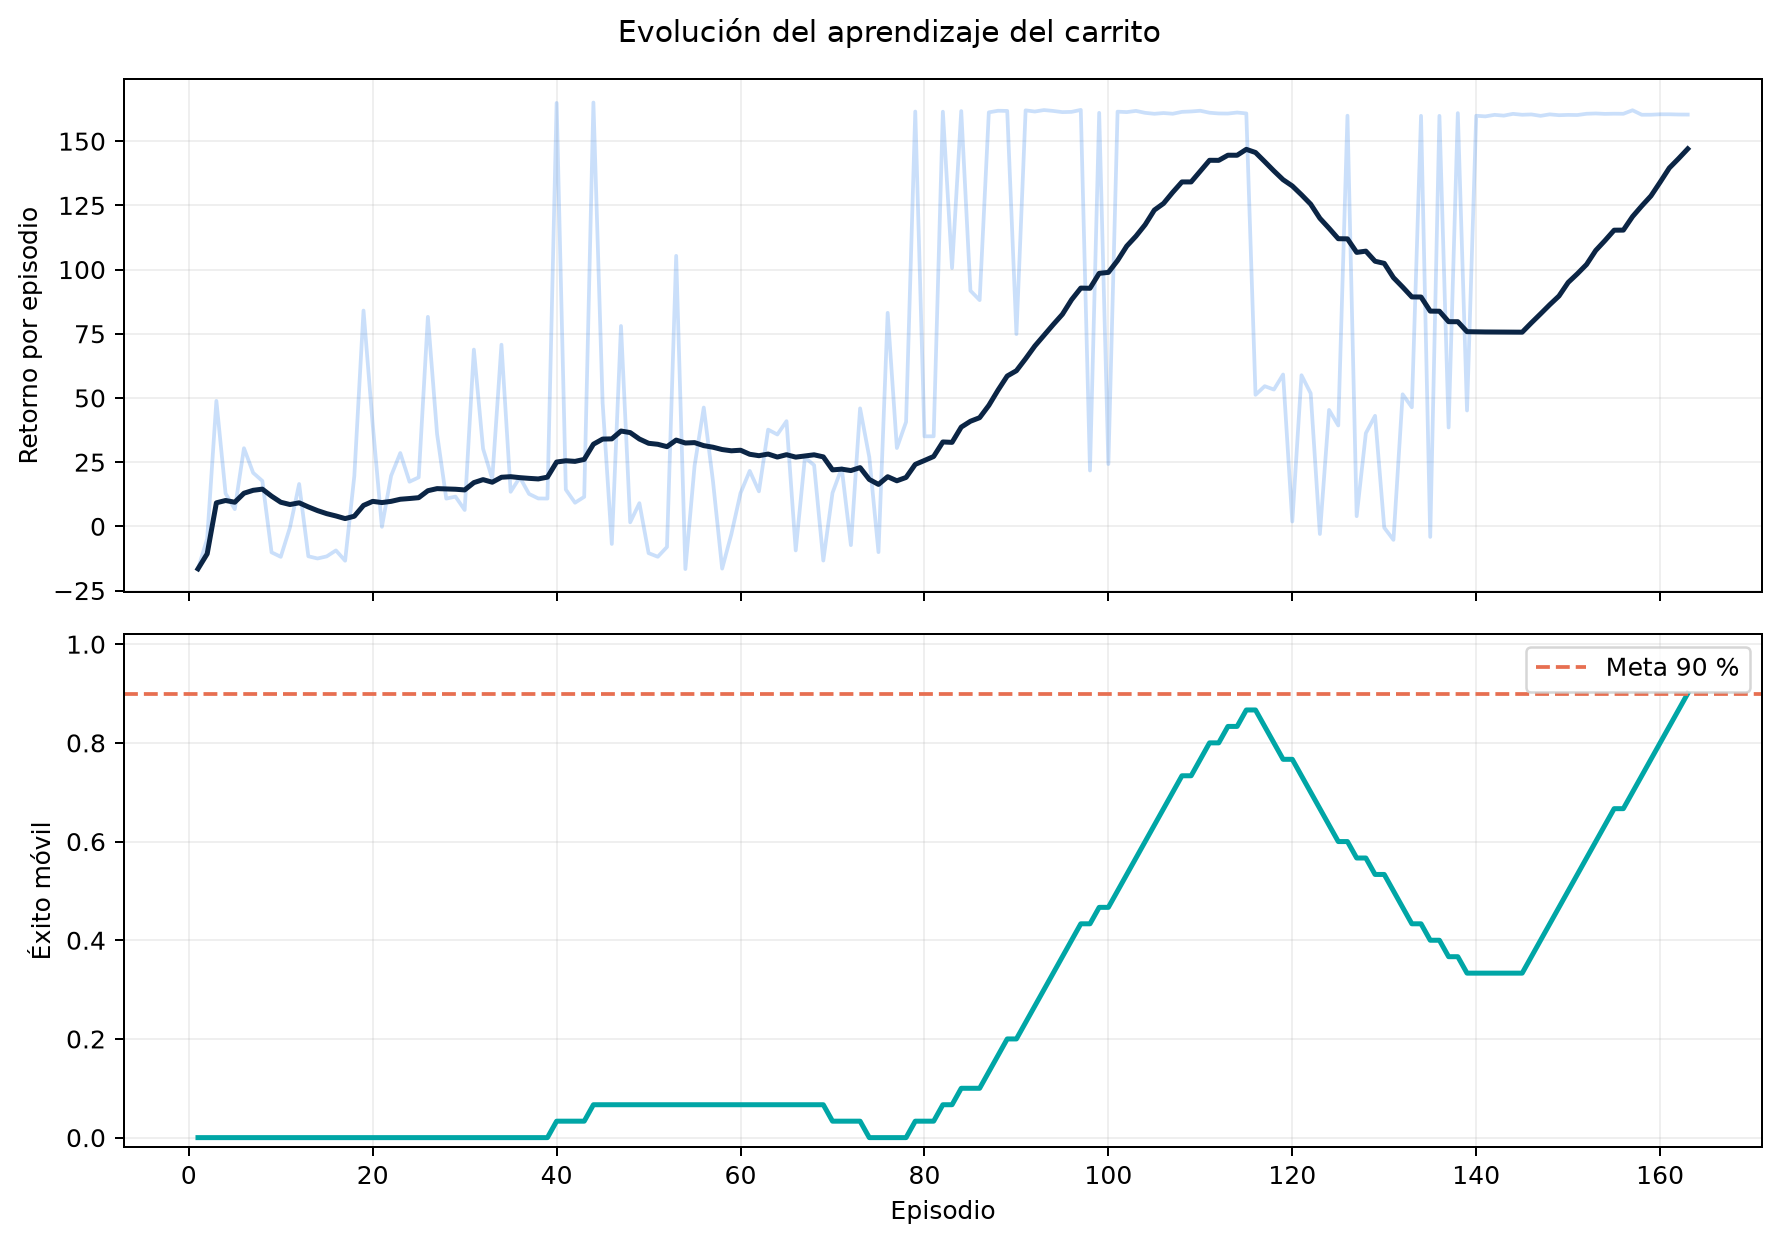 Evolución del aprendizaje del carrito
Retorno por episodio
150
125
100
75
50
25
0
−25
Éxito móvil
1.0
0.8
0.6
0.4
0.2
0.0
Meta 90 %
0 20 40 60 80 100 120 140 160
Episodio